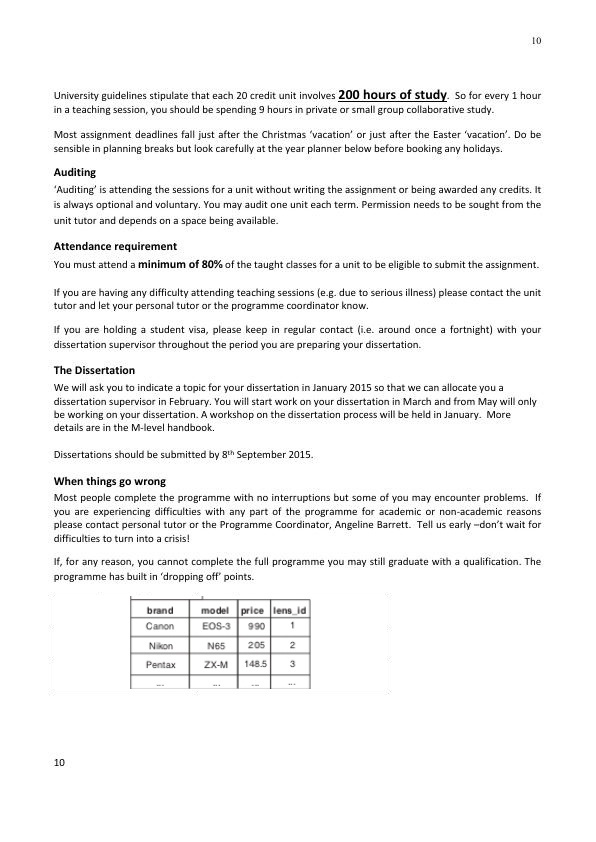 10
University guidelines stipulate that each 20 credit unit involves 200 hours of study. So for every 1 hour
in a teaching session, you should be spending 9 hours in private or small group collaborative study.
Most assignment deadlines fall just after the Christmas ‘vacation’ or just after the Easter ‘vacation’. Do be
sensible in planning breaks but look carefully at the year planner below before booking any holidays.
Auditing
‘Auditing’ is attending the sessions for a unit without writing the assignment or being awarded any credits. It
is always optional and voluntary. You may audit one unit each term. Permission needs to be sought from the
unit tutor and depends on a space being available.
Attendance requirement
You must attend a minimum of 80% of the taught classes for a unit to be eligible to submit the assignment.
If you are having any difficulty attending teaching sessions (e.g. due to serious illness) please contact the unit
tutor and let your personal tutor or the programme coordinator know.
If you are holding a student visa, please keep in regular contact (i.e. around once a fortnight) with your
dissertation supervisor throughout the period you are preparing your dissertation.
The Dissertation
We will ask you to indicate a topic for your dissertation in January 2015 so that we can allocate you a
dissertation supervisor in February. You will start work on your dissertation in March and from May will only
be working on your dissertation. A workshop on the dissertation process will be held in January.  More
details are in the M-level handbook.
Dissertations should be submitted by 8th September 2015.
When things go wrong
Most people complete the programme with no interruptions but some of you may encounter problems.  If
you are experiencing difficulties with any part of the programme for academic or non-academic reasons
please contact personal tutor or the Programme Coordinator, Angeline Barrett.  Tell us early –don’t wait for
difficulties to turn into a crisis!
If, for any reason, you cannot complete the full programme you may still graduate with a qualification. The
programme has built in ‘dropping off’ points.
brand model price lens_id
Canon EOS-3 990 1
Nikon N65 205 2
Pentax ZX-M 148.5 3
... ... ... ...
10